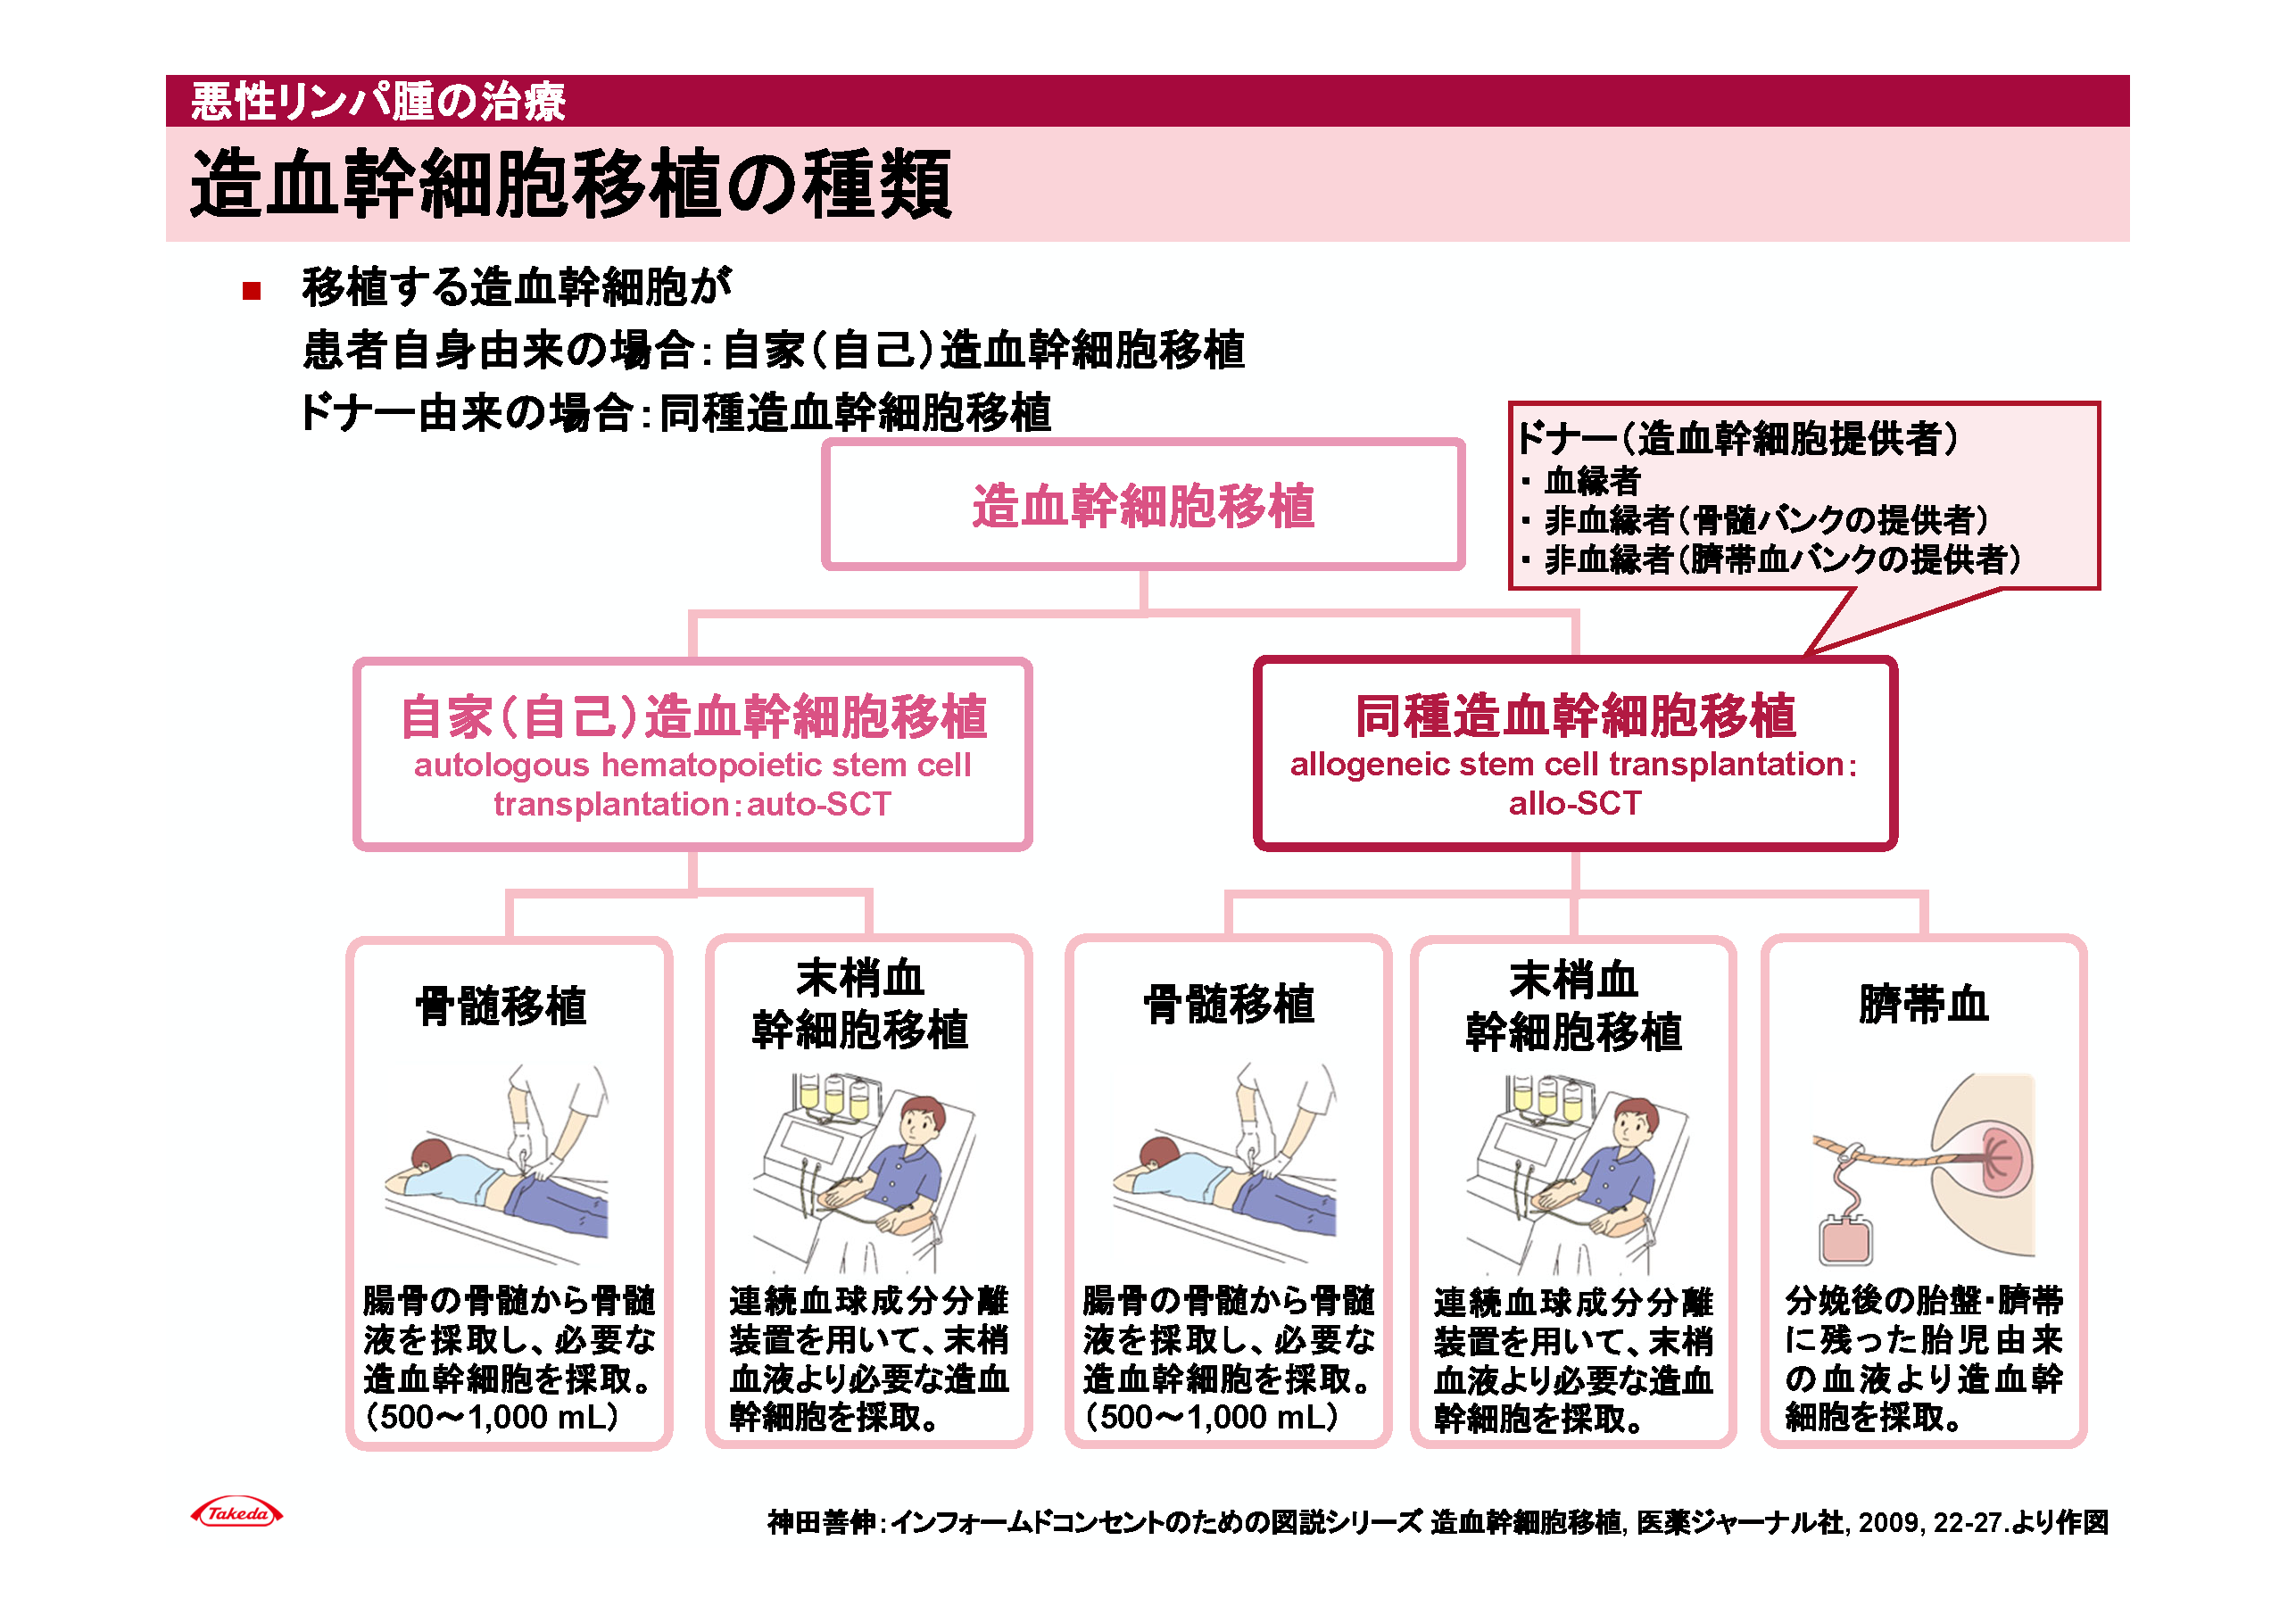 悪性リンパ腫の治療
造血幹細胞移植の種類
■ 移植する造血幹細胞が
患者自身由来の場合：自家（自己）造血幹細胞移植
ドナー由来の場合：同種造血幹細胞移植
ドナー（造血幹細胞提供者）
・ 血縁者
・ 非血縁者（骨髄バンクの提供者）
・ 非血縁者（臍帯血バンクの提供者）
造血幹細胞移植
自家（自己）造血幹細胞移植
autologous hematopoietic stem cell
transplantation：auto-SCT
同種造血幹細胞移植
allogeneic stem cell transplantation：
allo-SCT
骨髄移植
腸骨の骨髄から骨髄
液を採取し、必要な
造血幹細胞を採取。
（500～1,000 mL）
末梢血
幹細胞移植
連続血球成分分離
装置を用いて、末梢
血液より必要な造血
幹細胞を採取。
骨髄移植
腸骨の骨髄から骨髄
液を採取し、必要な
造血幹細胞を採取。
（500～1,000 mL）
末梢血
幹細胞移植
連続血球成分分離
装置を用いて、末梢
血液より必要な造血
幹細胞を採取。
臍帯血
分娩後の胎盤・臍帯
に残った胎児由来
の血液より造血幹
細胞を採取。
Takeda
神田善伸：インフォームドコンセントのための図説シリーズ 造血幹細胞移植, 医薬ジャーナル社, 2009, 22-27.より作図